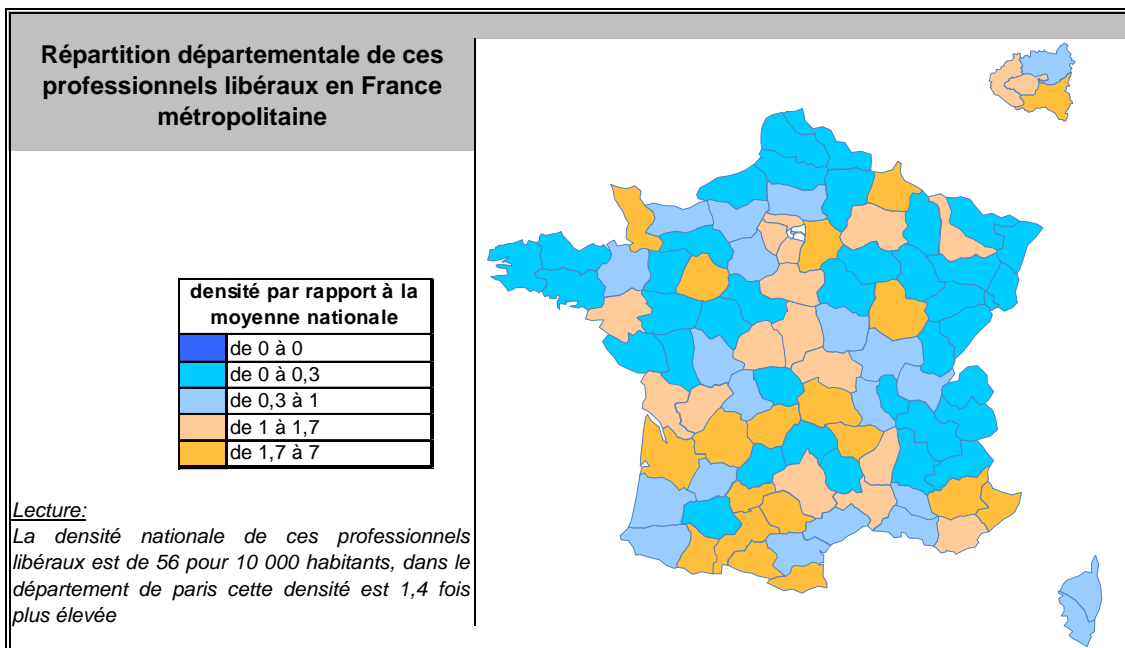 Répartition départementale de ces
professionnels libéraux en France
métropolitaine
densité par rapport à la
moyenne nationale
de 0 à 0
de 0 à 0,3
de 0,3 à 1
de 1 à 1,7
de 1,7 à 7
Lecture:
La densité nationale de ces professionnels
libéraux est de 56 pour 10 000 habitants, dans le
département de paris cette densité est 1,4 fois
plus élevée